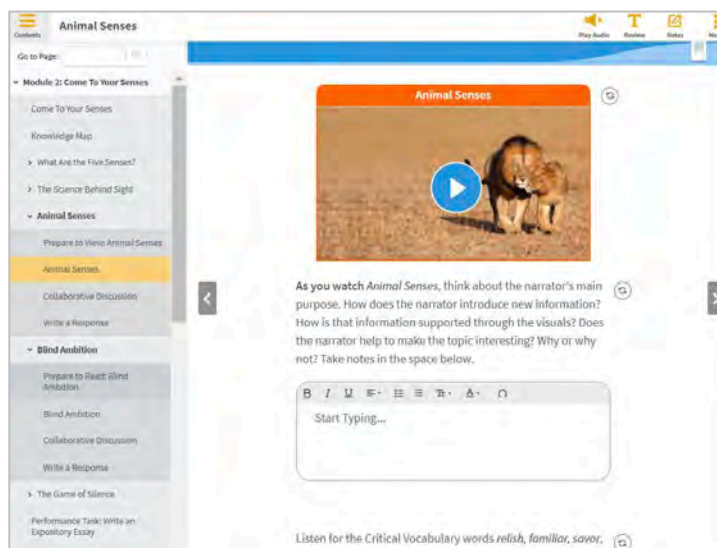 Contents
Animal Senses
Play Audio
Review
Notes
Go to Page:
Module 2: Come To Your Senses
Come To Your Senses
Knowledge Map
What Are the Five Senses?
The Science Behind Sight
Animal Senses
Prepare to View Animal Senses
Animal Senses
Collaborative Discussion
Write a Response
Blind Ambition
Prepare to Read: Blind
Ambition
Blind Ambition
Collaborative Discussion
Write a Response
The Game of Silence
Performance Task: Write an
Expository Essay
Animal Senses
As you watch Animal Senses, think about the narrator's main
purpose. How does the narrator introduce new information?
How is that information supported through the visuals? Does
the narrator help to make the topic interesting? Why or why
not? Take notes in the space below.
B I U
Start Typing...
Listen for the Critical Vocabulary words relish, familiar, savor,